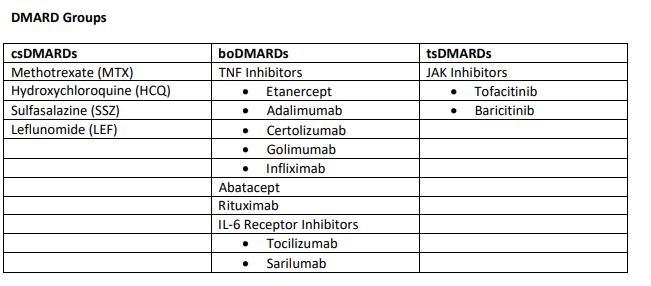 DMARD Groups
csDMARDs boDMARDs tsDMARDs
Methotrexate (MTX) TNF Inhibitors JAK Inhibitors
Hydroxychloroquine (HCQ) • Etanercept • Tofacitinib
Sulfasalazine (SSZ) • Adalimumab • Baricitinib
Leflunomide (LEF) • Certolizumab
• Golimumab
• Infliximab
Abatacept
Rituximab
IL-6 Receptor Inhibitors
• Tocilizumab
• Sarilumab